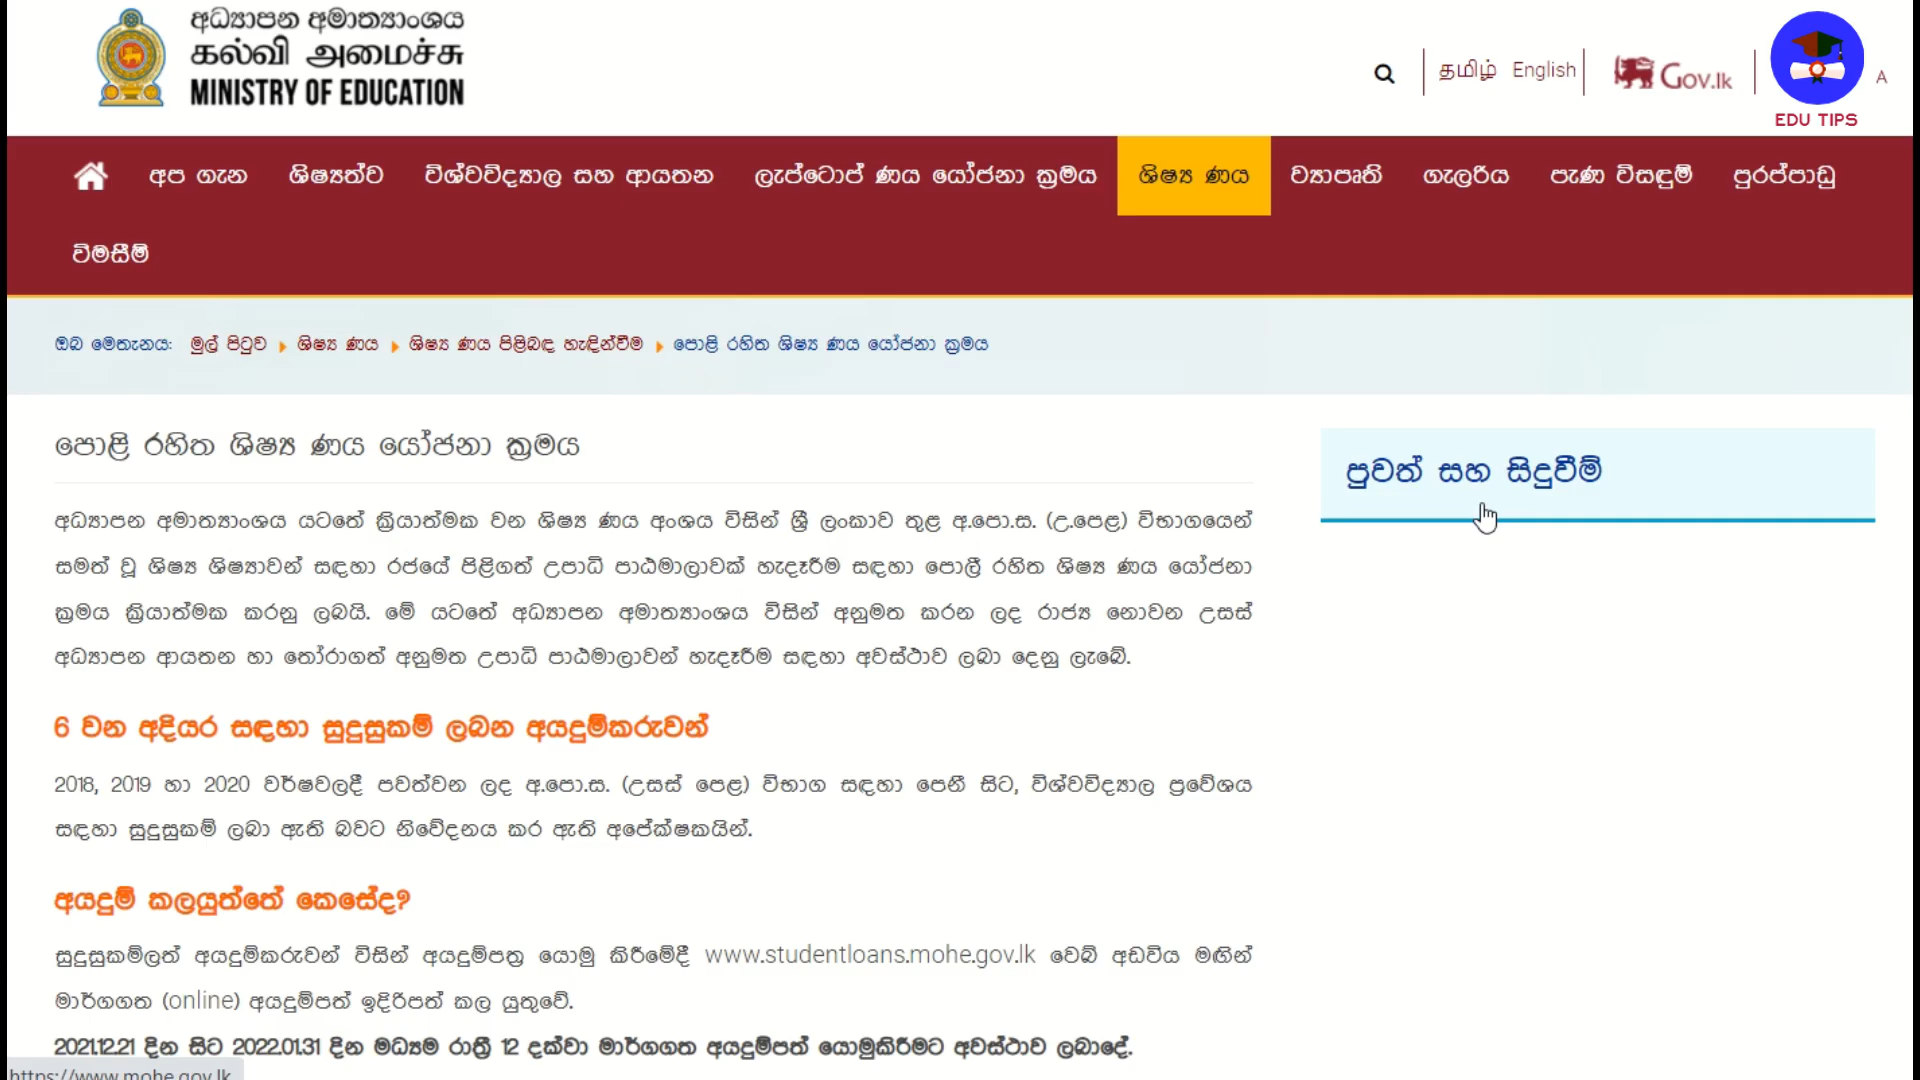 අධ්‍යාපන අමාත්‍යාංශය
கல்வி அமைச்சு
MINISTRY OF EDUCATION
தமிழ் English
Gov.lk
A
EDU TIPS
අප ගැන ශිෂ්‍යත්ව විශ්වවිද්‍යාල සහ ආයතන ලැප්ටොප් ණය යෝජනා ක්‍රමය ශිෂ්‍ය ණය ව්‍යාපෘති ගැලරිය පැණ විසඳුම් පුරප්පාඩු
විමසීම්
ඔබ මෙතැනය: මුල් පිටුව ශිෂ්‍ය ණය ශිෂ්‍ය ණය පිළිබඳ හැඳින්වීම පොළි රහිත ශිෂ්‍ය ණය යෝජනා ක්‍රමය
පොළි රහිත ශිෂ්‍ය ණය යෝජනා ක්‍රමය
පුවත් සහ සිදුවීම්
අධ්‍යාපන අමාත්‍යාංශය යටතේ ක්‍රියාත්මක වන ශිෂ්‍ය ණය අංශය විසින් ශ්‍රී ලංකාව තුළ අ.පො.ස. (උ.පෙළ) විභාගයෙන්
සමත් වූ ශිෂ්‍ය ශිෂ්‍යාවන් සඳහා රජයේ පිළිගත් උපාධි පාඨමාලාවක් හැදෑරීම සඳහා පොලී රහිත ශිෂ්‍ය ණය යෝජනා
ක්‍රමය ක්‍රියාත්මක කරනු ලබයි. මේ යටතේ අධ්‍යාපන අමාත්‍යාංශය විසින් අනුමත කරන ලද රාජ්‍ය නොවන උසස්
අධ්‍යාපන ආයතන හා තෝරාගත් අනුමත උපාධි පාඨමාලාවන් හැදෑරීම සඳහා අවස්ථාව ලබා දෙනු ලැබේ.
6 වන අදියර සඳහා සුදුසුකම් ලබන අයදුම්කරුවන්
2018, 2019 හා 2020 වර්ෂවලදී පවත්වන ලද අ.පො.ස. (උසස් පෙළ) විභාග සඳහා පෙනී සිට, විශ්වවිද්‍යාල ප්‍රවේශය
සඳහා සුදුසුකම් ලබා ඇති බවට නිවේදනය කර ඇති අපේක්ෂකයින්.
අයදුම් කලයුත්තේ කෙසේද?
සුදුසුකම්ලත් අයදුම්කරුවන් විසින් අයදුම්පත්‍ර යොමු කිරීමේදී www.studentloans.mohe.gov.lk වෙබ් අඩවිය මඟින්
මාර්ගගත (online) අයදුම්පත් ඉදිරිපත් කල යුතුවේ.
2021.12.21 දින සිට 2022.01.31 දින මධ්‍යම රාත්‍රී 12 දක්වා මාර්ගගත අයදුම්පත් යොමුකිරීමට අවස්ථාව ලබාදේ.
https://www.mohe.gov.lk